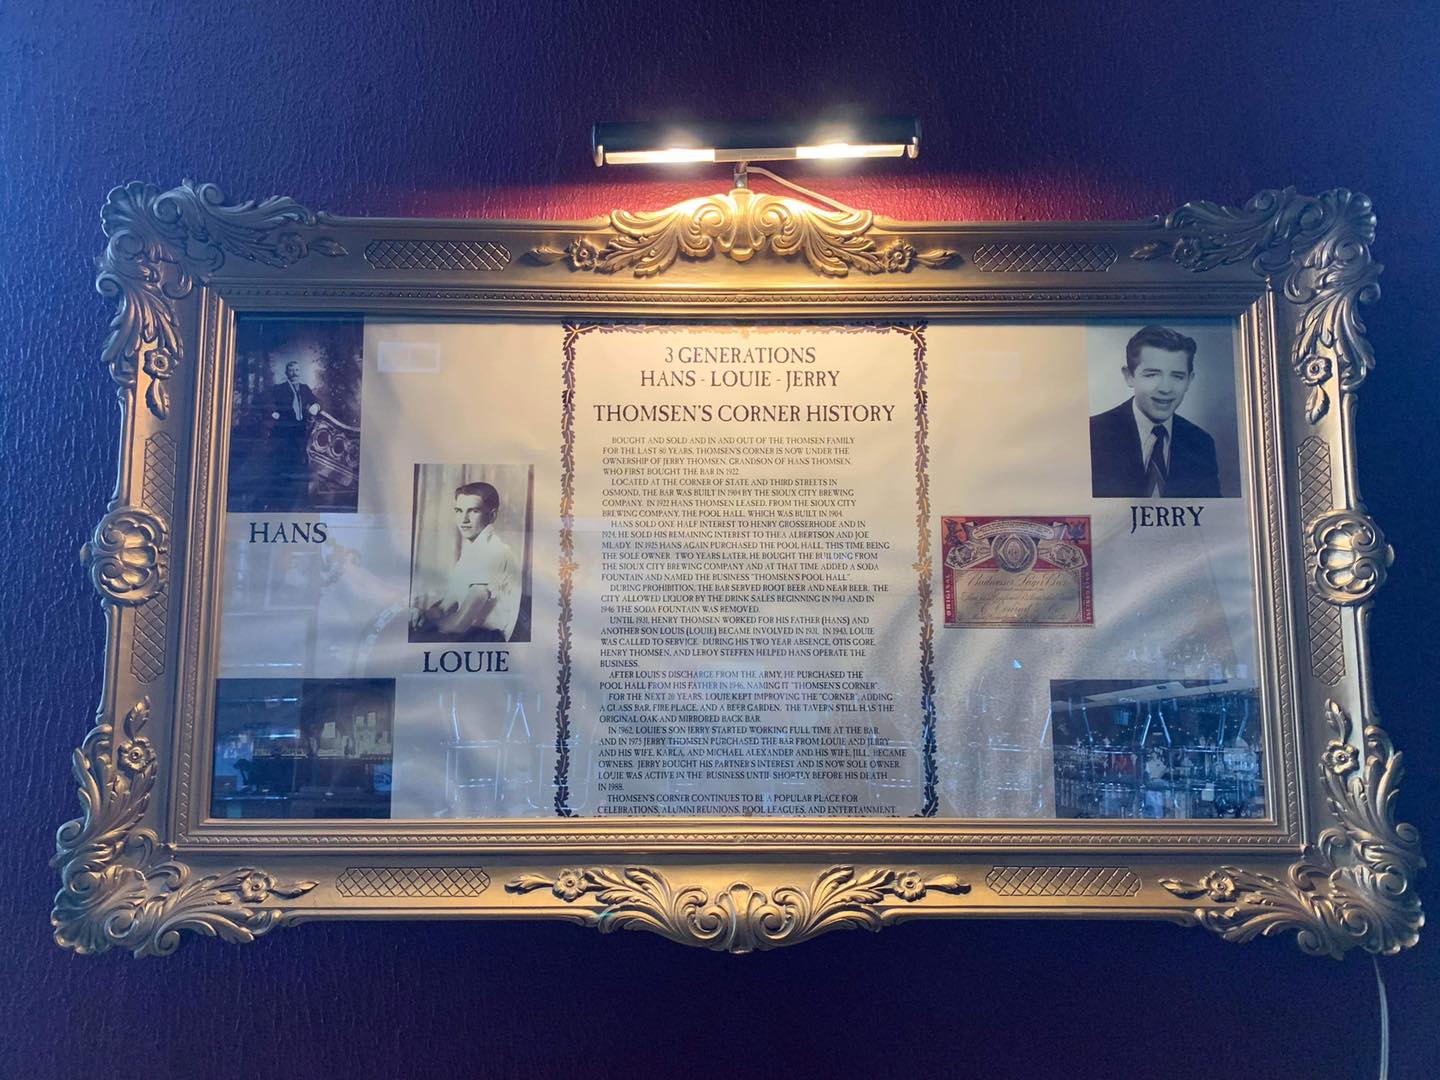 3 GENERATIONS
HANS - LOUIE - JERRY
THOMSEN'S CORNER HISTORY
BOUGHT AND SOLD AND IN AND OUT OF THE THOMSEN FAMILY
FOR THE LAST 80 YEARS, THOMSEN'S CORNER IS NOW UNDER THE
OWNERSHIP OF JERRY THOMSEN, GRANDSON OF HANS THOMSEN,
WHO FIRST BOUGHT THE BAR IN 1922.
LOCATED AT THE CORNER OF STATE AND THIRD STREETS IN
OSMOND, THE BAR WAS BUILT IN 1904 BY THE SIOUX CITY BREWING
COMPANY. IN 1922 HANS THOMSEN LEASED, FROM THE SIOUX CITY
BREWING COMPANY, THE POOL HALL, WHICH WAS BUILT IN 1904.
HANS SOLD ONE HALF INTEREST TO HENRY GROSSERHODE AND IN
1924, HE SOLD HIS REMAINING INTEREST TO THEA ALBERTSON AND JOE
MLADY. IN 1925 HANS AGAIN PURCHASED THE POOL HALL, THIS TIME BEING
THE SOLE OWNER. TWO YEARS LATER, HE BOUGHT THE BUILDING FROM
THE SIOUX CITY BREWING COMPANY AND AT THAT TIME ADDED A SODA
FOUNTAIN AND NAMED THE BUSINESS "THOMSEN'S POOL HALL".
DURING PROHIBITION, THE BAR SERVED ROOT BEER AND NEAR BEER. THE
CITY ALLOWED LIQUOR BY THE DRINK SALES BEGINNING IN 1943 AND IN
1946 THE SODA FOUNTAIN WAS REMOVED.
UNTIL 1931, HENRY THOMSEN WORKED FOR HIS FATHER (HANS) AND
ANOTHER SON LOUIS (LOUIE) BECAME INVOLVED IN 1931. IN 1943, LOUIE
WAS CALLED TO SERVICE. DURING HIS TWO YEAR ABSENCE, OTIS GORE,
HENRY THOMSEN, AND LEROY STEFFEN HELPED HANS OPERATE THE
BUSINESS.
AFTER LOUIS'S DISCHARGE FROM THE ARMY, HE PURCHASED THE
POOL HALL FROM HIS FATHER IN 1946, NAMING IT "THOMSEN'S CORNER".
FOR THE NEXT 20 YEARS, LOUIE KEPT IMPROVING THE "CORNER", ADDING
A GLASS BAR, FIRE PLACE, AND A BEER GARDEN. THE TAVERN STILL HAS THE
ORIGINAL OAK AND MIRRORED BACK BAR.
IN 1962, LOUIE'S SON JERRY STARTED WORKING FULL TIME AT THE BAR
AND IN 1975 JERRY THOMSEN PURCHASED THE BAR FROM LOUIE AND JERRY
AND HIS WIFE, KARLA, AND MICHAEL ALEXANDER AND HIS WIFE, JILL, BECAME
OWNERS. JERRY BOUGHT HIS PARTNER'S INTEREST AND IS NOW SOLE OWNER.
LOUIE WAS ACTIVE IN THE BUSINESS UNTIL SHORTLY BEFORE HIS DEATH
IN 1988.
THOMSEN'S CORNER CONTINUES TO BE A POPULAR PLACE FOR
CELEBRATIONS, ALUMNI REUNIONS, POOL LEAGUES, AND ENTERTAINMENT.
HANS
LOUIE
JERRY
ORIGINAL
Budweiser Lager Bier
C. Conrad